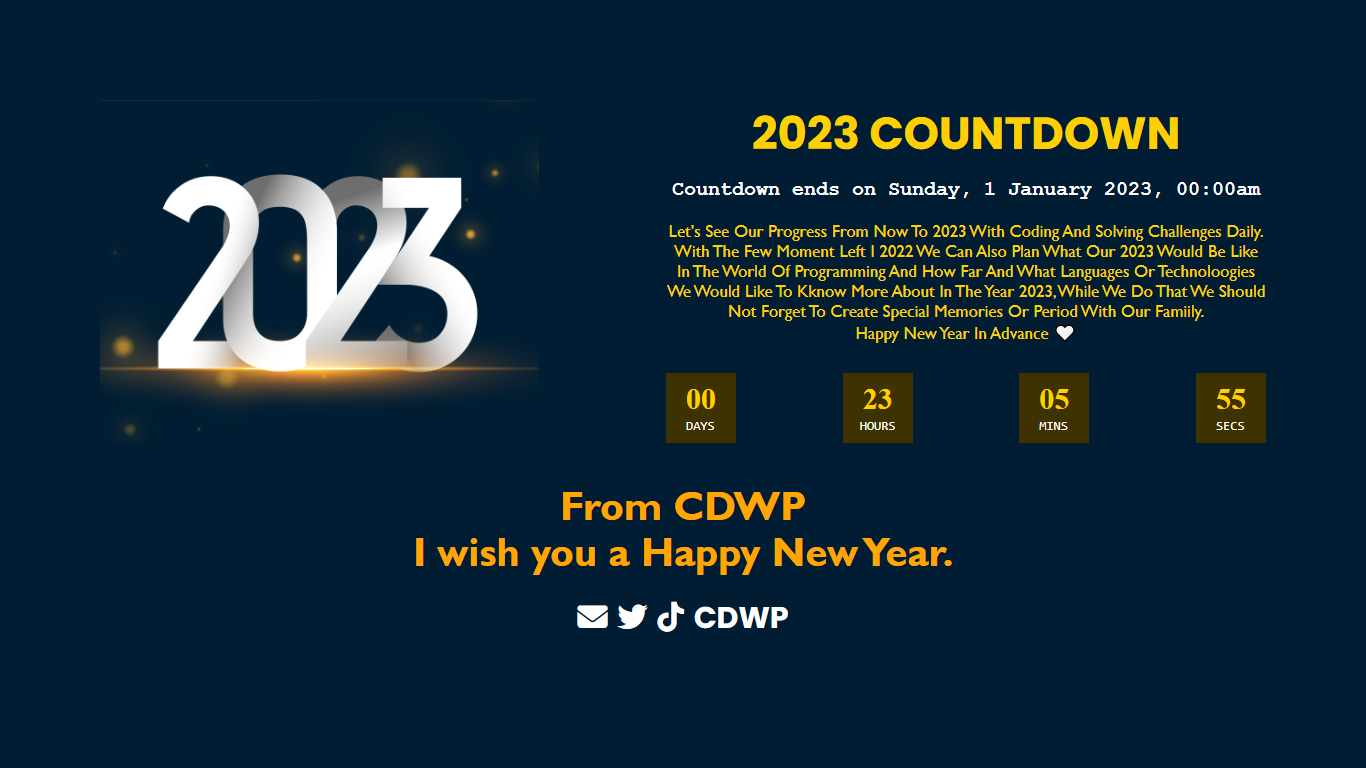 2023
2023 COUNTDOWN
Countdown ends on Sunday, 1 January 2023, 00:00am
Let's See Our Progress From Now To 2023 With Coding And Solving Challenges Daily.
With The Few Moment Left I 2022 We Can Also Plan What Our 2023 Would Be Like
In The World Of Programming And How Far And What Languages Or Technoloogies
We Would Like To Kknow More About In The Year 2023, While We Do That We Should
Not Forget To Create Special Memories Or Period With Our Famiily.
Happy New Year In Advance 🤍
00 23 05 55
DAYS HOURS MINS SECS
From CDWP
I wish you a Happy New Year.
CDWP